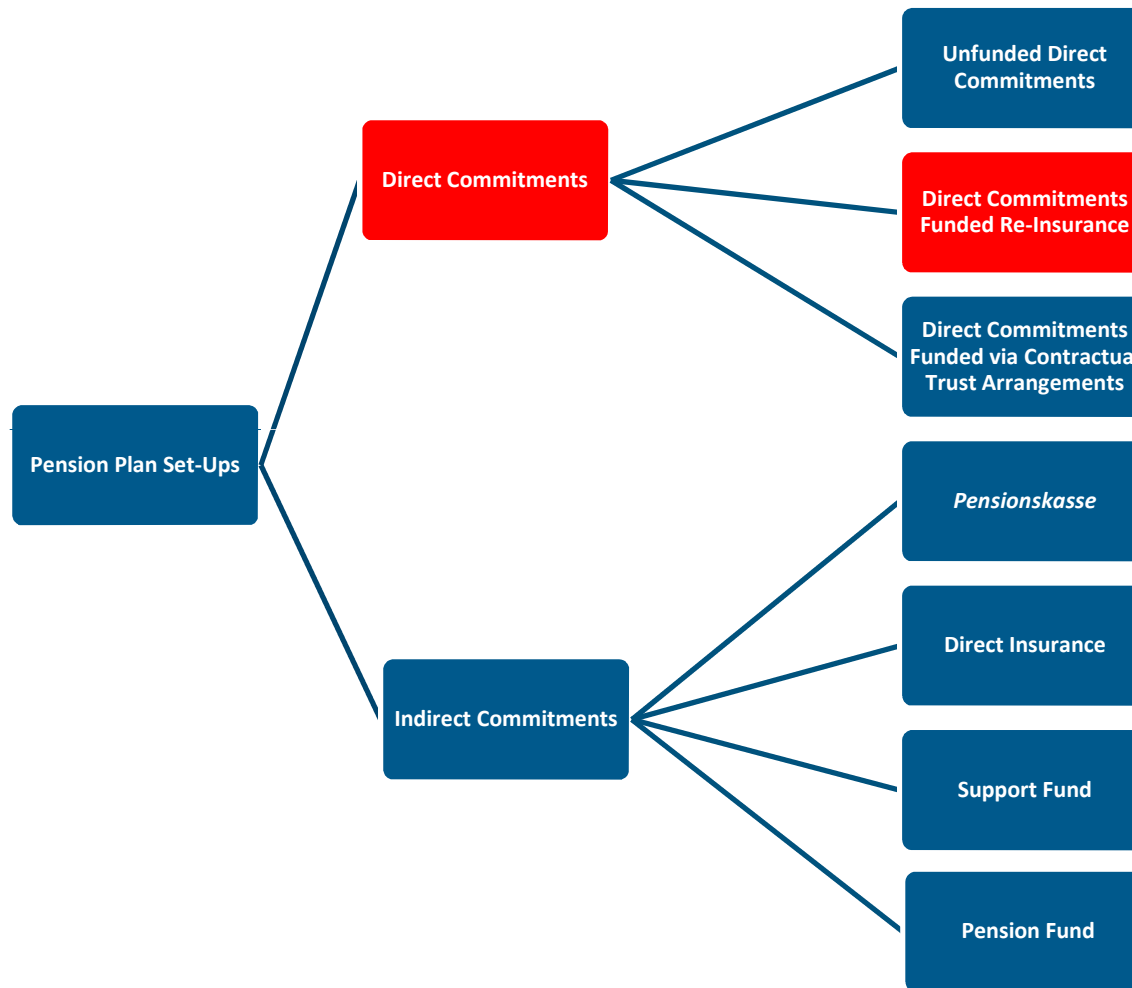 Unfunded Direct
Commitments
Direct Commitments
Direct Commitments
Funded Re-Insurance
Direct Commitments
Funded via Contractua
Trust Arrangements
Pension Plan Set-Ups
Pensionskasse
Direct Insurance
Indirect Commitments
Support Fund
Pension Fund